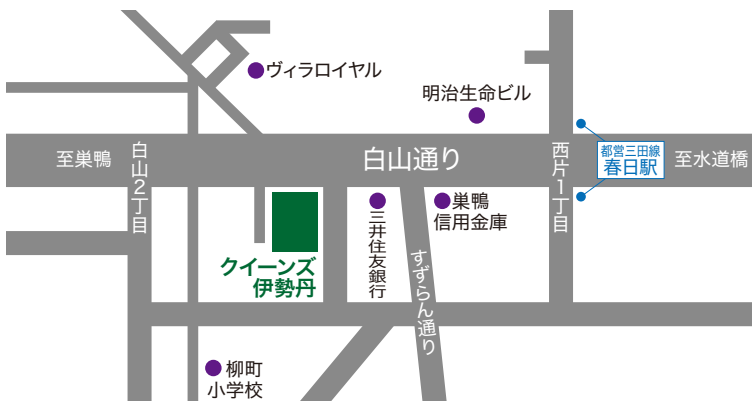 ヴィラロイヤル
明治生命ビル
至巣鴨
白山2丁目
白山通り
西片1丁目
都営三田線
春日駅
至水道橋
クイーンズ
伊勢丹
三井住友銀行
巣鴨
信用金庫
すずらん通り
柳町
小学校